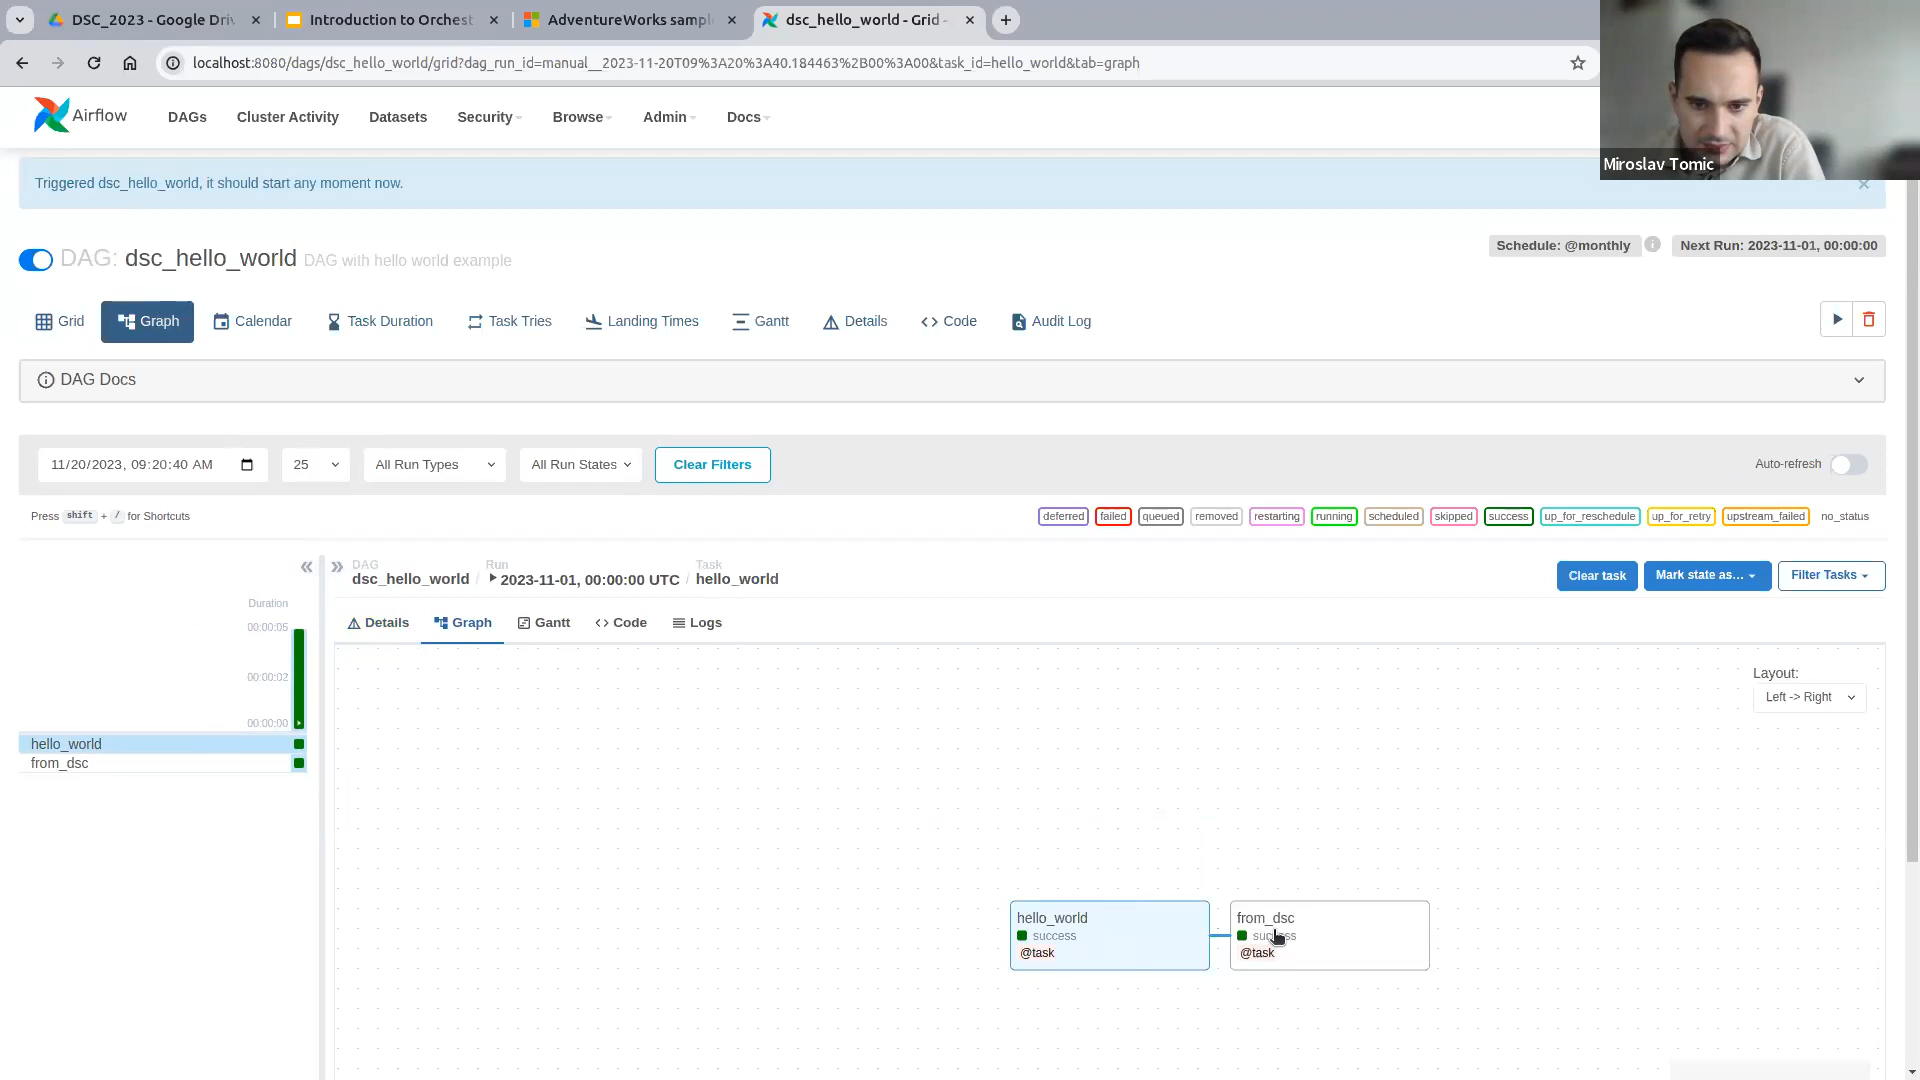 DSC_2023 - Google Driv
Introduction to Orchest
AdventureWorks sampl
dsc_hello_world - Grid -
localhost:8080/dags/dsc_hello_world/grid?dag_run_id=manual__2023-11-20T09%3A20%3A40.184463%2B00%3A00&task_id=hello_world&tab=graph
Airflow
DAGs
Cluster Activity
Datasets
Security
Browse
Admin
Docs
Miroslav Tomic
Triggered dsc_hello_world, it should start any moment now.
DAG: dsc_hello_world DAG with hello world example
Schedule: @monthly
Next Run: 2023-11-01, 00:00:00
Grid
Graph
Calendar
Task Duration
Task Tries
Landing Times
Gantt
Details
Code
Audit Log
DAG Docs
11/20/2023, 09:20:40 AM
25
All Run Types
All Run States
Clear Filters
Auto-refresh
Press shift + / for Shortcuts
deferred
failed
queued
removed
restarting
running
scheduled
skipped
success
up_for_reschedule
up_for_retry
upstream_failed
no_status
DAG
dsc_hello_world
Run
2023-11-01, 00:00:00 UTC
Task
hello_world
Clear task
Mark state as...
Filter Tasks
Duration
00:00:05
00:00:02
00:00:00
hello_world
from_dsc
Details
Graph
Gantt
Code
Logs
Layout:
Left -> Right
hello_world
success
@task
from_dsc
success
@task